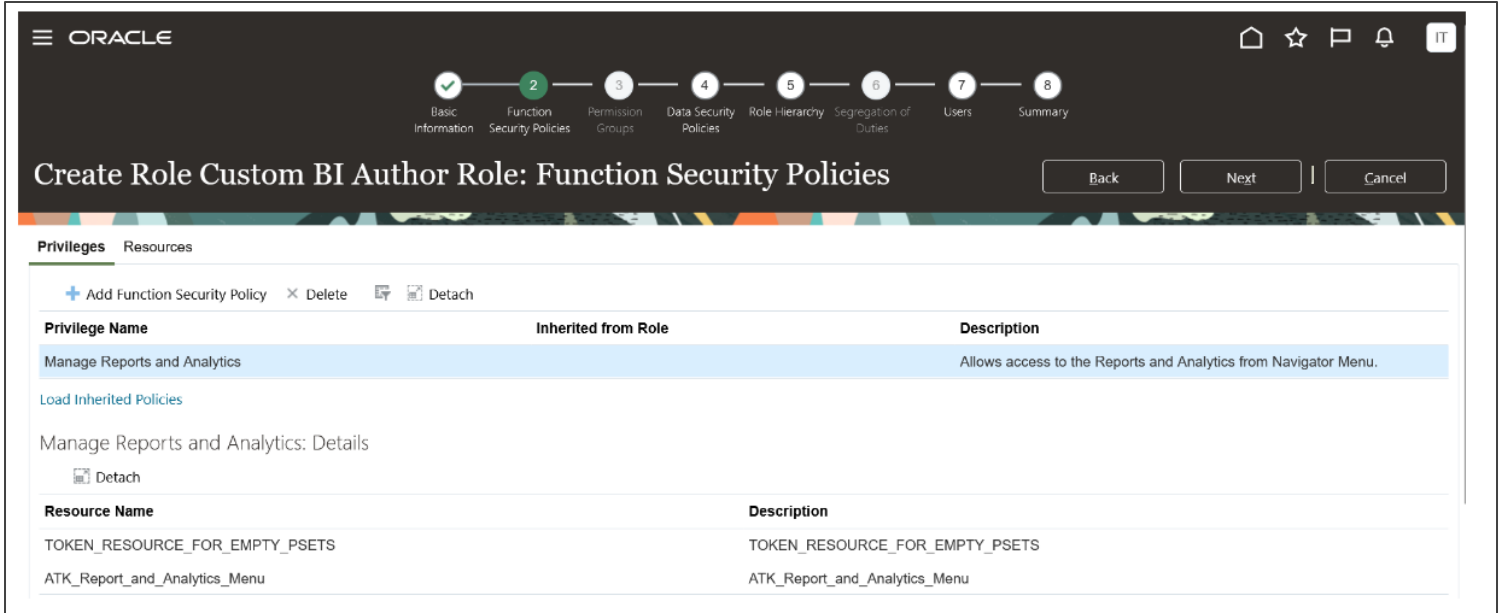 ORACLE
IT
2 3 4 5 6 7 8
Basic Information
Function Security Policies
Permission Groups
Data Security Policies
Role Hierarchy
Segregation of Duties
Users
Summary
Create Role Custom BI Author Role: Function Security Policies
Back Next Cancel
Privileges Resources
Add Function Security Policy Delete Detach
Privilege Name Inherited from Role Description
Manage Reports and Analytics Allows access to the Reports and Analytics from Navigator Menu.
Load Inherited Policies
Manage Reports and Analytics: Details
Detach
Resource Name Description
TOKEN_RESOURCE_FOR_EMPTY_PSETS TOKEN_RESOURCE_FOR_EMPTY_PSETS
ATK_Report_and_Analytics_Menu ATK_Report_and_Analytics_Menu